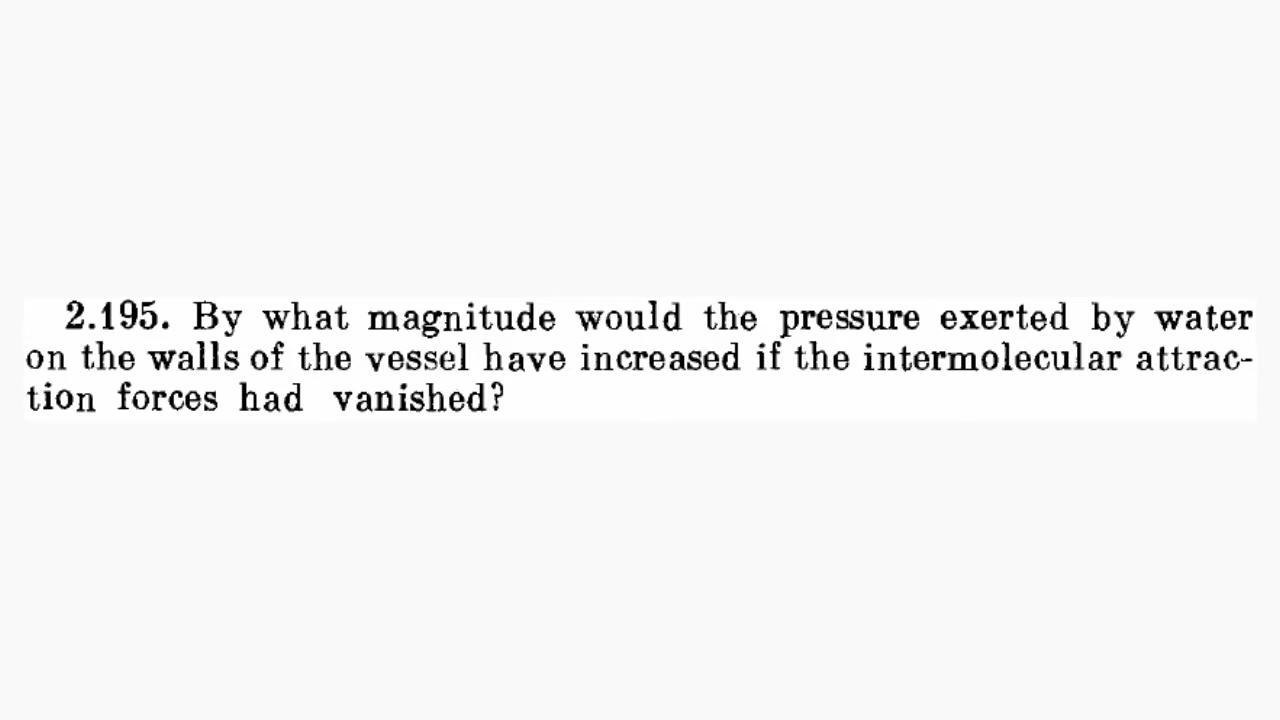 2.195. By what magnitude would the pressure exerted by water
on the walls of the vessel have increased if the intermolecular attrac-
tion forces had vanished?